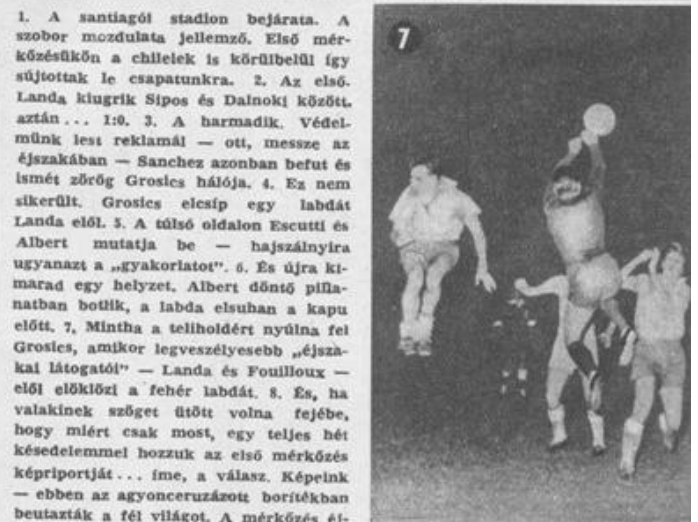 1. A santiagói stadion bejárata. A
szobor mozdulata jellemző. Első mér-
kőzésükön a chileiek is körülbelül így
sújtottak le csapatunkra. 2. Az első.
Landa kiugrik Sipos és Dalnoki között.
aztán... 1:0. 3. A harmadik. Védel-
münk lest reklamál — ott, messze az
éjszakában — Sanchez azonban befut és
ismét zörög Grosics hálója. 4. Ez nem
sikerült. Grosics elcsíp egy labdát
Landa elől. 5. A túlsó oldalon Escutti és
Albert mutatja be — hajszálnyira
ugyanazt a „gyakorlatot”. 6. És újra ki-
marad egy helyzet. Albert döntő pilla-
natban botlik, a labda elsuhan a kapu
előtt. 7. Mintha a teliholdért nyúlna fel
Grosics, amikor legveszélyesebb „éjsza-
kai látogatói” — Landa és Fouilloux —
elől elöklözi a fehér labdát. 8. És, ha
valakinek szöget ütött volna fejébe,
hogy miért csak most, egy teljes hét
késedelemmel hozzuk az első mérkőzés
képriportját... íme, a válasz. Képeink
— ebben az agyonceruzázott borítékban
beutazták a fél világot. A mérkőzés éj-
7